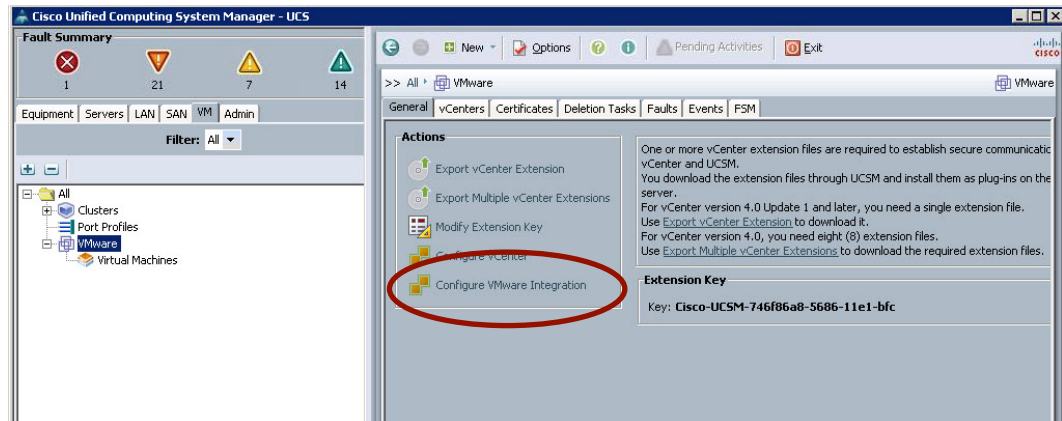 Cisco Unified Computing System Manager - UCS
Fault Summary
1 21 7 14
New Options Pending Activities Exit
cisco
>> All VMware VMware
Equipment Servers LAN SAN VM Admin
Filter: All
All
Clusters
Port Profiles
VMware
Virtual Machines
General vCenters Certificates Deletion Tasks Faults Events FSM
Actions
Export vCenter Extension
Export Multiple vCenter Extensions
Modify Extension Key
Configure vCenter
Configure VMware Integration
One or more vCenter extension files are required to establish secure communicatic
vCenter and UCSM.
You download the extension files through UCSM and install them as plug-ins on the
server.
For vCenter version 4.0 Update 1 and later, you need a single extension file.
Use Export vCenter Extension to download it.
For vCenter version 4.0, you need eight (8) extension files.
Use Export Multiple vCenter Extensions to download the required extension files.
Extension Key
Key: Cisco-UCSM-746f86a8-5686-11e1-bfc